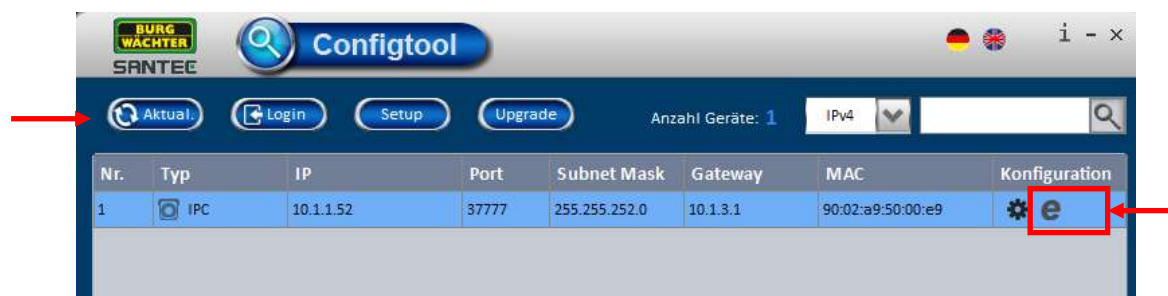 BURG
WÄCHTER
SANTEC
Configtool
i - ×
Aktual. Login Setup Upgrade Anzahl Geräte: 1 IPv4
Nr. Typ IP Port Subnet Mask Gateway MAC Konfiguration
1 IPC 10.1.1.52 37777 255.255.252.0 10.1.3.1 90:02:a9:50:00:e9 e